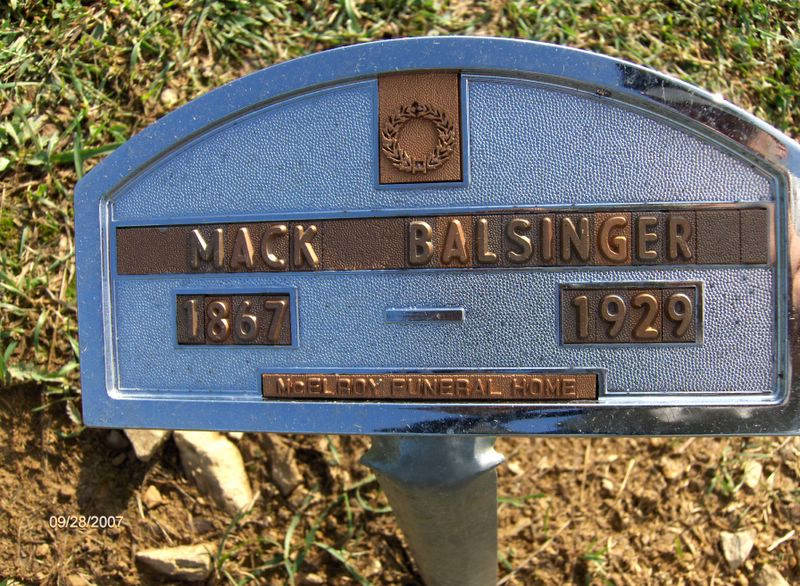 MACK BALSINGER
1867 - 1929
McELROY FUNERAL HOME
09/28/2007